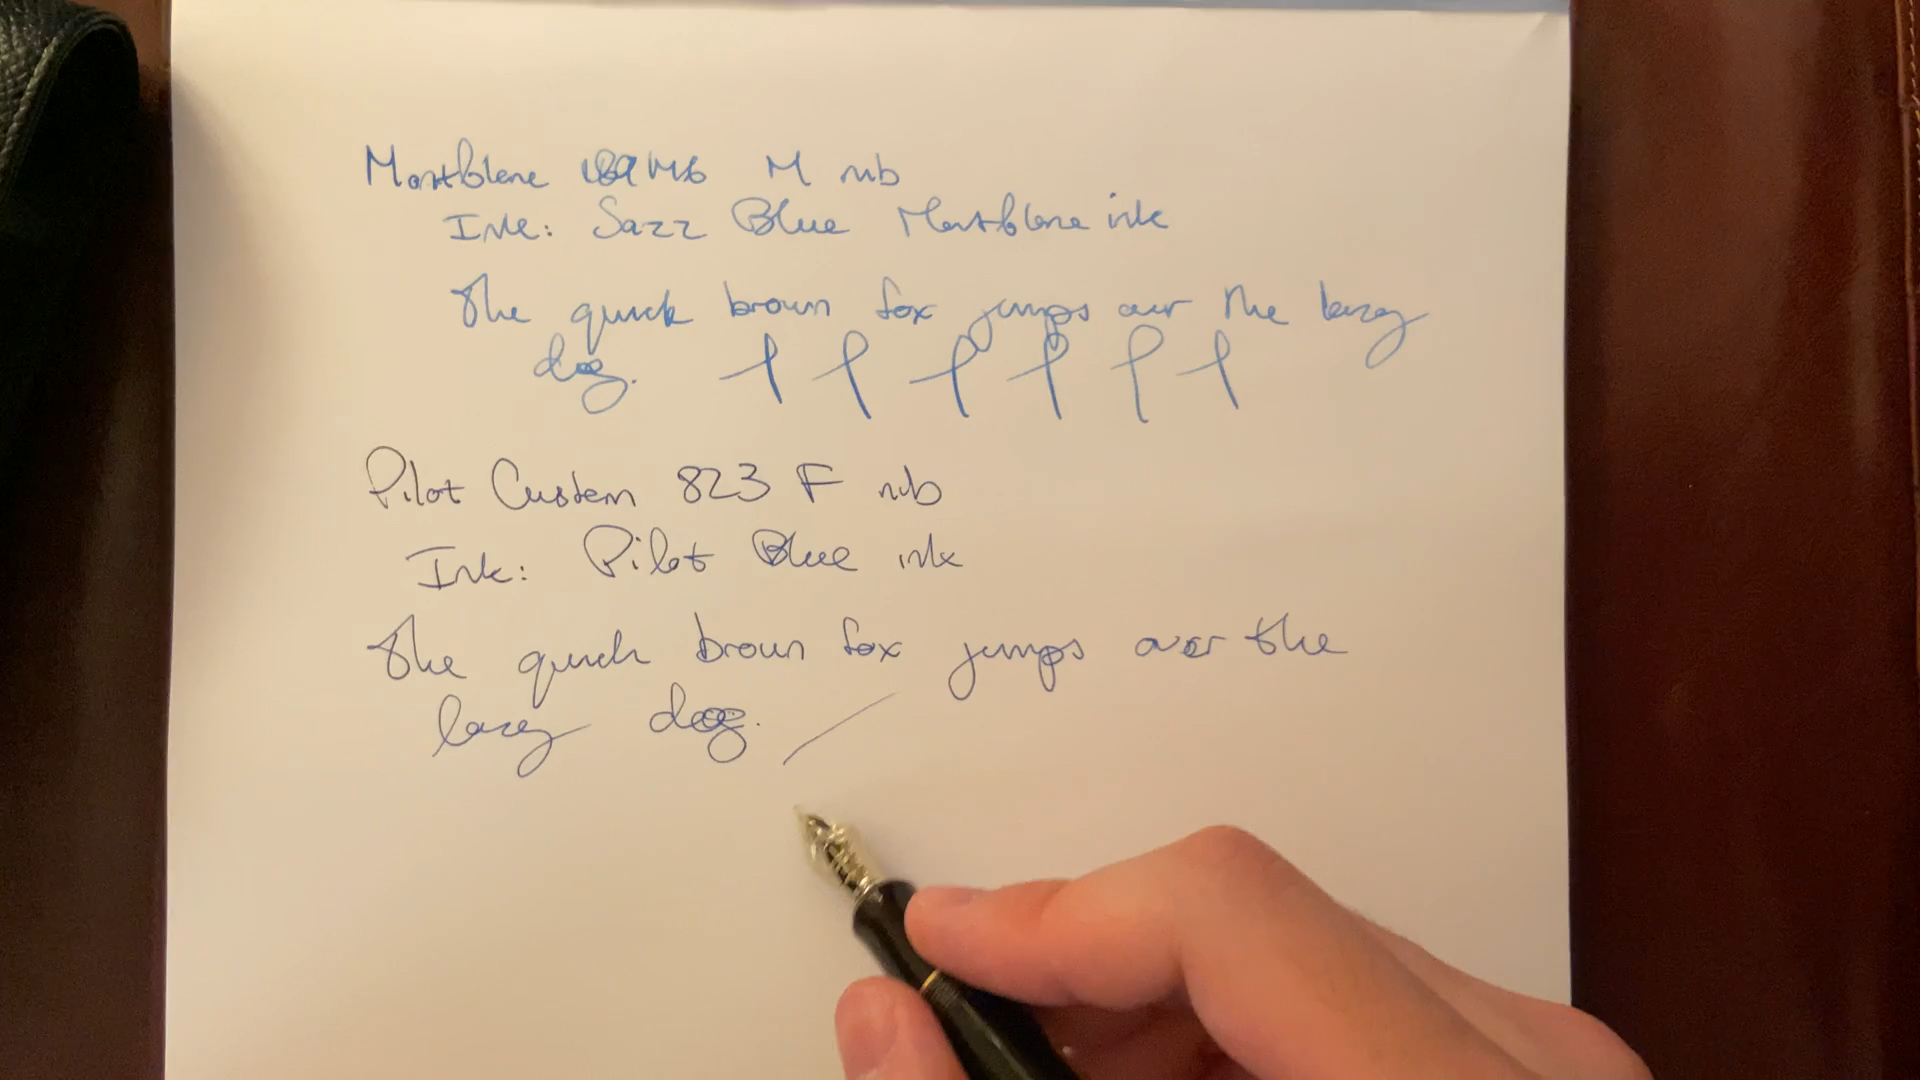 Montblanc M nib
Ink: Jazz Blue Montblanc ink
The quick brown fox jumps over the lazy
dog.
Pilot Custom 823 F nib
Ink: Pilot Blue ink
The quick brown fox jumps over the
lazy dog.